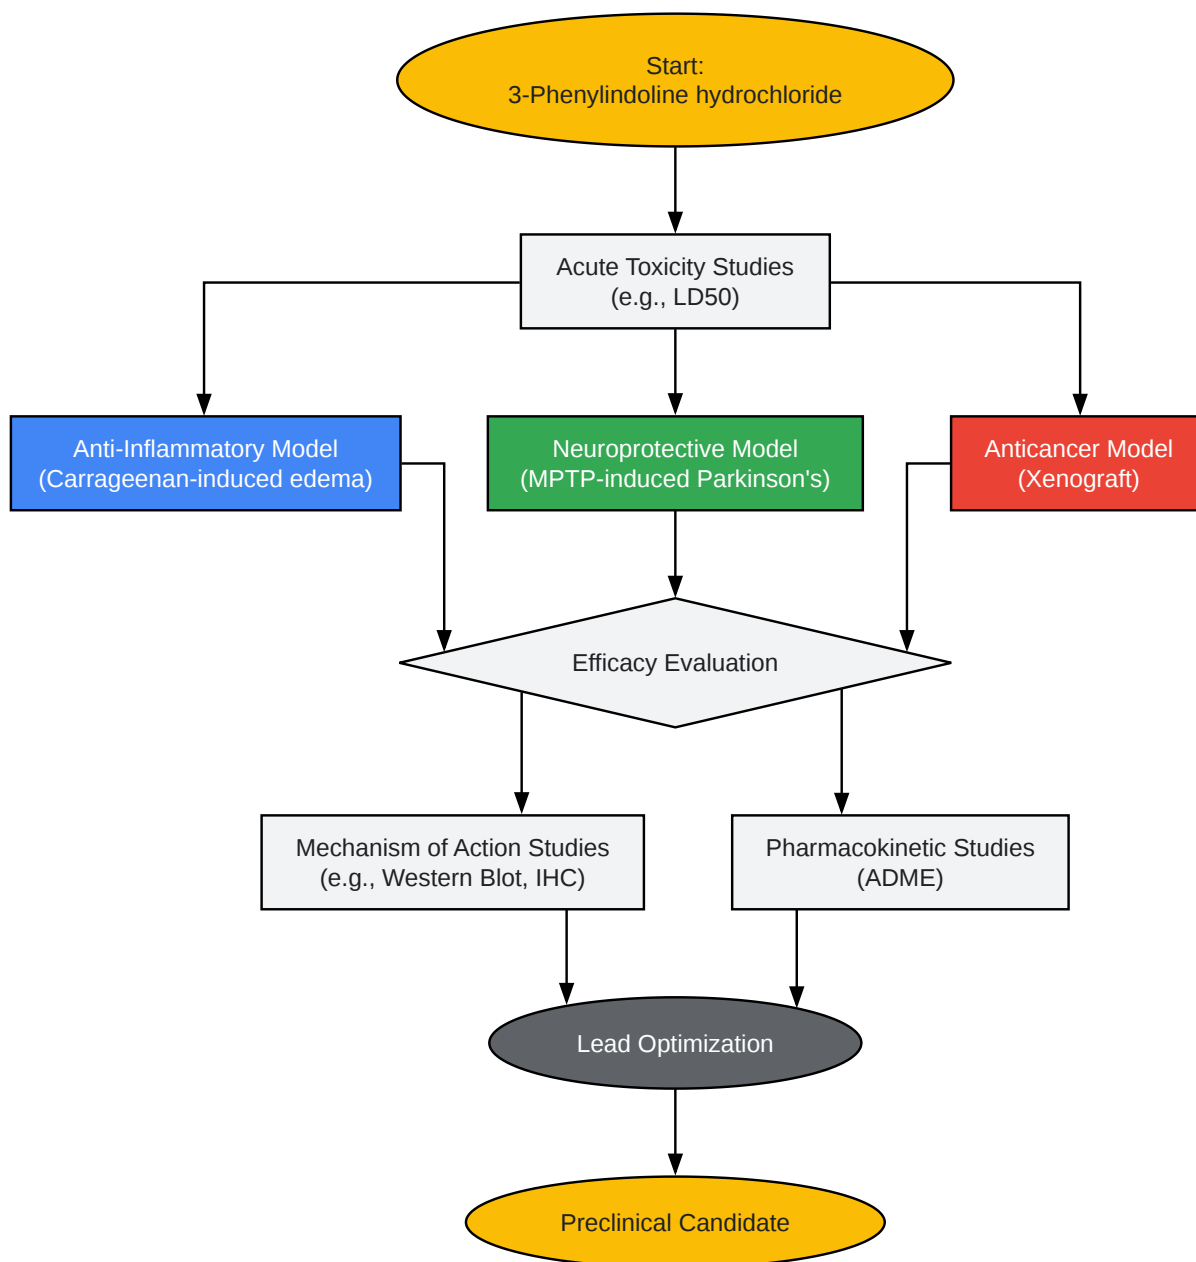 Start:
3-Phenylindoline hydrochloride
Acute Toxicity Studies
(e.g., LD50)
Anti-Inflammatory Model
(Carrageenan-induced edema)
Neuroprotective Model
(MPTP-induced Parkinson's)
Anticancer Model
(Xenograft)
Efficacy Evaluation
Mechanism of Action Studies
(e.g., Western Blot, IHC)
Pharmacokinetic Studies
(ADME)
Lead Optimization
Preclinical Candidate